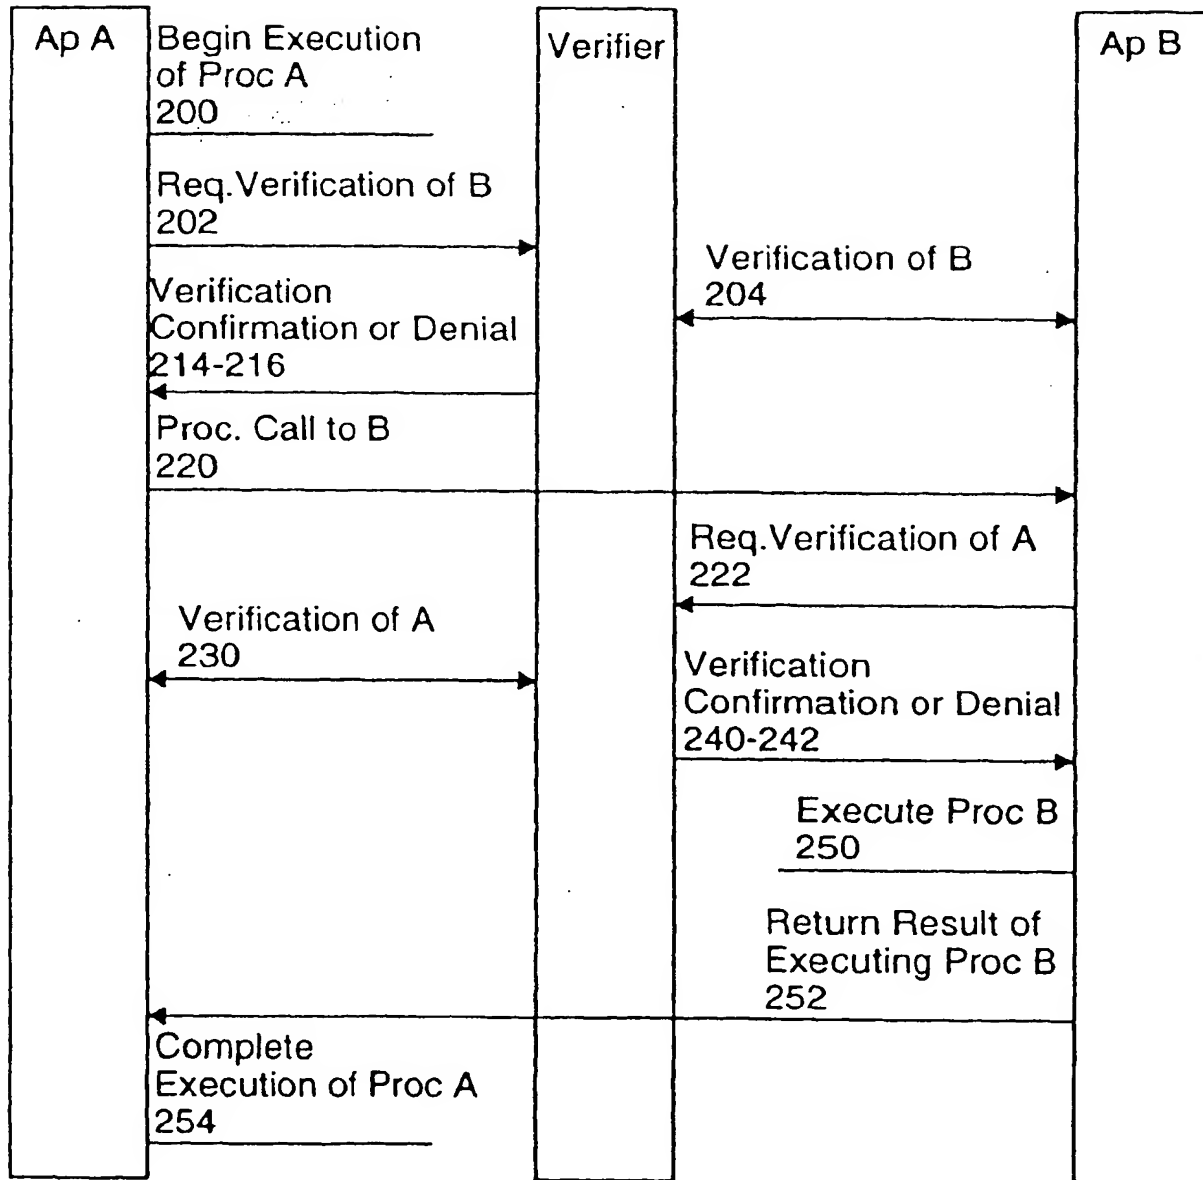 Ap A
Verifier
Ap B
Begin Execution
of Proc A
200
Req.Verification of B
202
Verification of B
204
Verification
Confirmation or Denial
214-216
Proc. Call to B
220
Req.Verification of A
222
Verification of A
230
Verification
Confirmation or Denial
240-242
Execute Proc B
250
Return Result of
Executing Proc B
252
Complete
Execution of Proc A
254